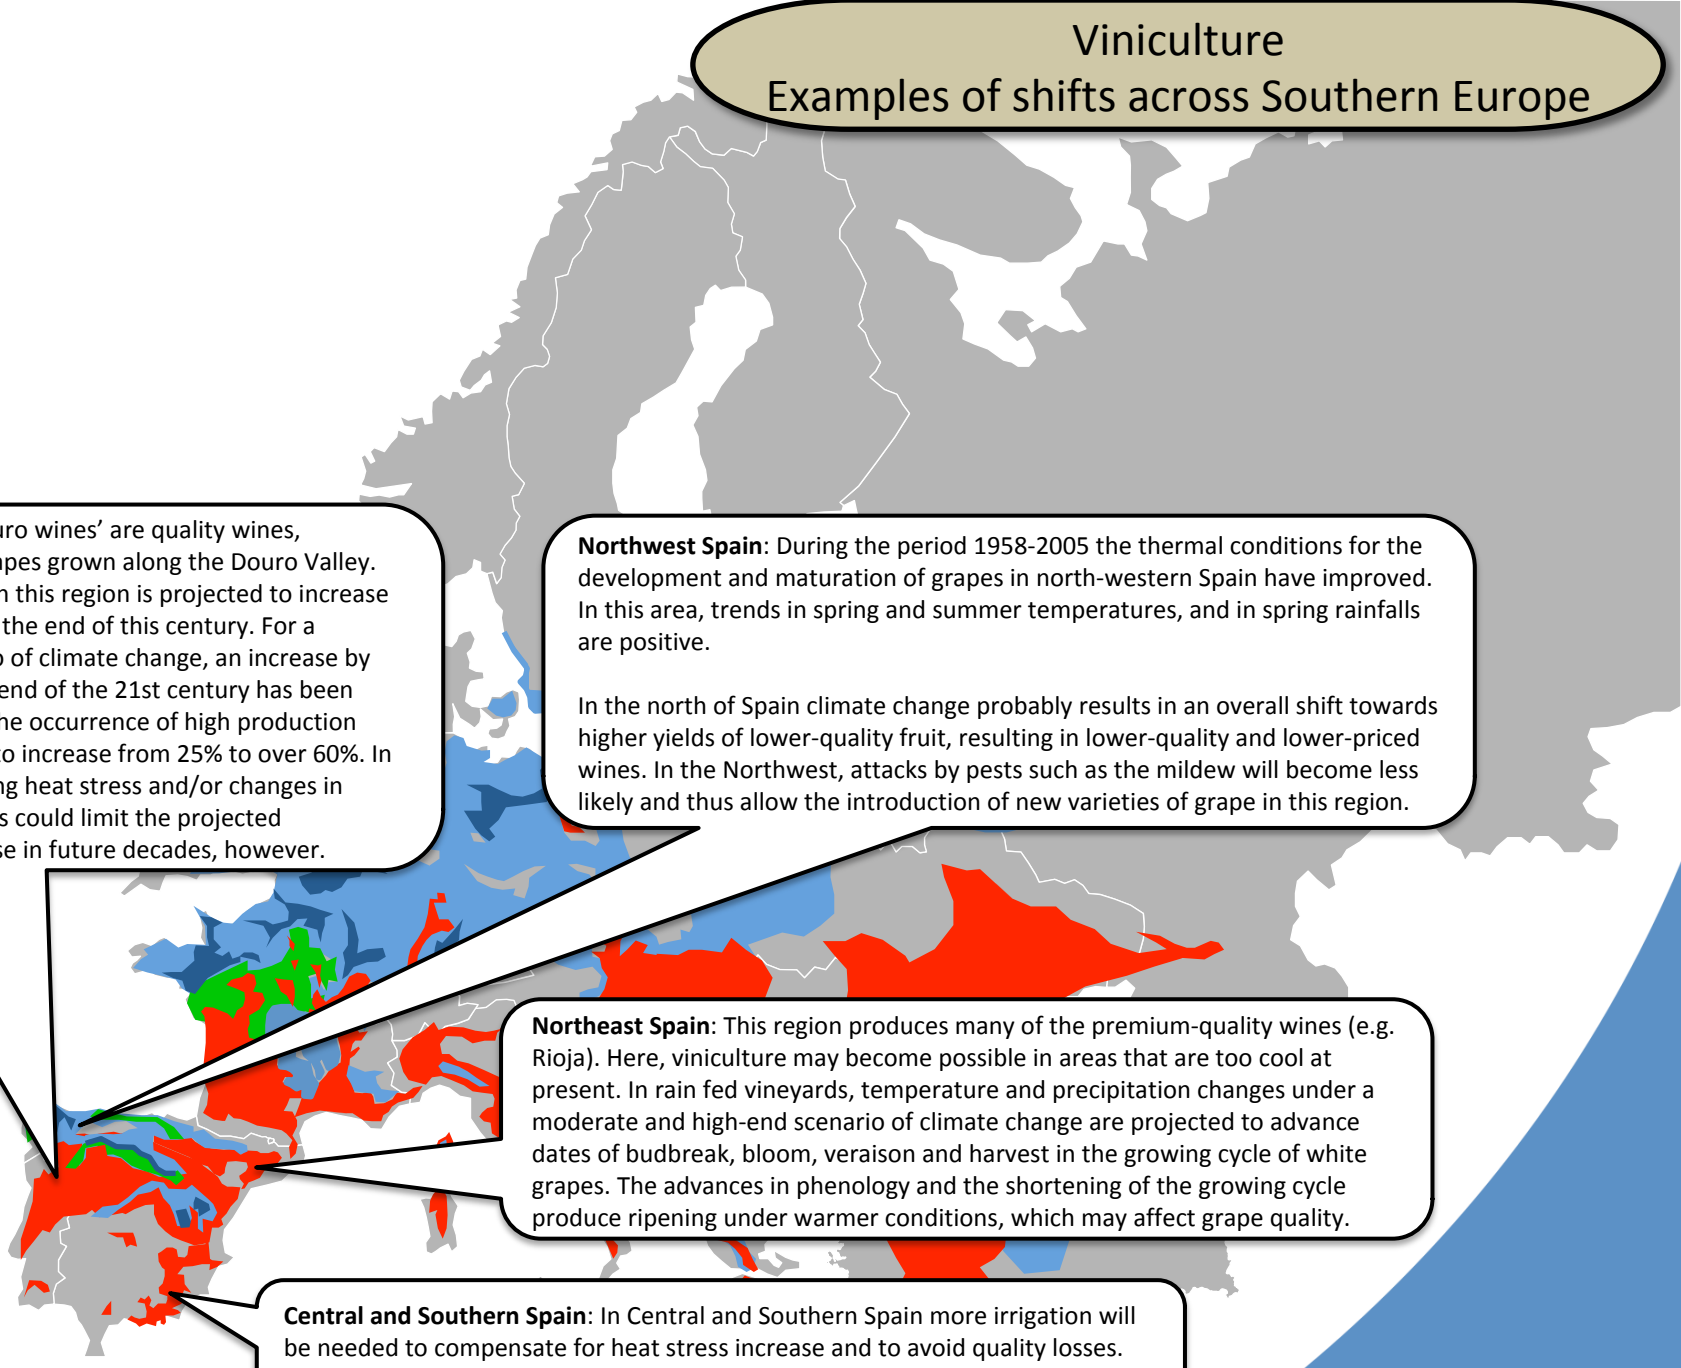 Viniculture
Examples of shifts across Southern Europe
uro wines’ are quality wines,
apes grown along the Douro Valley.
n this region is projected to increase
the end of this century. For a
o of climate change, an increase by
end of the 21st century has been
he occurrence of high production
to increase from 25% to over 60%. In
ng heat stress and/or changes in
s could limit the projected
se in future decades, however.
Northwest Spain: During the period 1958-2005 the thermal conditions for the
development and maturation of grapes in north-western Spain have improved.
In this area, trends in spring and summer temperatures, and in spring rainfalls
are positive.
In the north of Spain climate change probably results in an overall shift towards
higher yields of lower-quality fruit, resulting in lower-quality and lower-priced
wines. In the Northwest, attacks by pests such as the mildew will become less
likely and thus allow the introduction of new varieties of grape in this region.
Northeast Spain: This region produces many of the premium-quality wines (e.g.
Rioja). Here, viniculture may become possible in areas that are too cool at
present. In rain fed vineyards, temperature and precipitation changes under a
moderate and high-end scenario of climate change are projected to advance
dates of budbreak, bloom, veraison and harvest in the growing cycle of white
grapes. The advances in phenology and the shortening of the growing cycle
produce ripening under warmer conditions, which may affect grape quality.
Central and Southern Spain: In Central and Southern Spain more irrigation will
be needed to compensate for heat stress increase and to avoid quality losses.